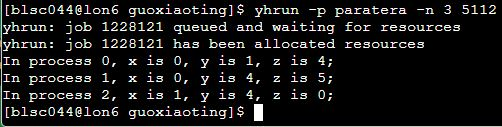 [blsc044@lon6 guoxiaoting]$ yhrun -p paratera -n 3 5112
yhrun: job 1228121 queued and waiting for resources
yhrun: job 1228121 has been allocated resources
In process 0, x is 0, y is 1, z is 4;
In process 1, x is 0, y is 4, z is 5;
In process 2, x is 1, y is 4, z is 0;
[blsc044@lon6 guoxiaoting]$